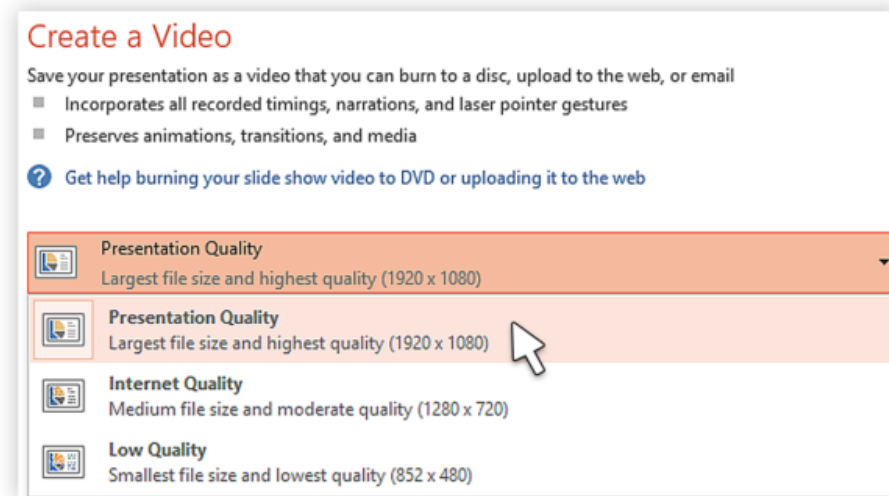 Create a Video
Save your presentation as a video that you can burn to a disc, upload to the web, or email
Incorporates all recorded timings, narrations, and laser pointer gestures
Preserves animations, transitions, and media
Get help burning your slide show video to DVD or uploading it to the web
Presentation Quality
Largest file size and highest quality (1920 x 1080)
Presentation Quality
Largest file size and highest quality (1920 x 1080)
Internet Quality
Medium file size and moderate quality (1280 x 720)
Low Quality
Smallest file size and lowest quality (852 x 480)